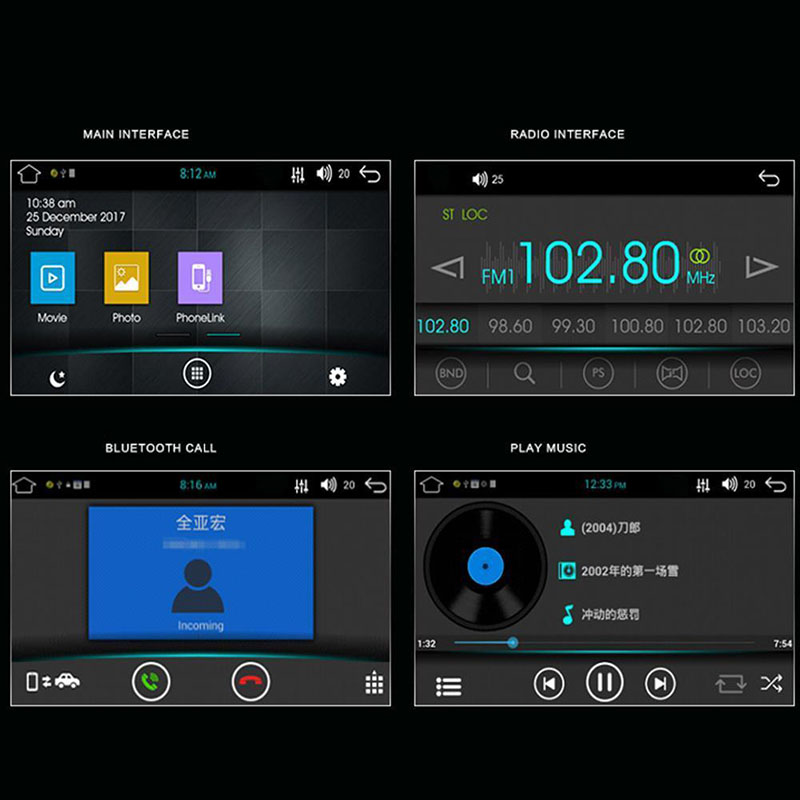 MAIN INTERFACE
8:12 AM
20
10:38 am
25 December 2017
Sunday
Movie
Photo
PhoneLink
RADIO INTERFACE
25
ST LOC
FM1 102.80 MHz
102.80 98.60 99.30 100.80 102.80 103.20
BND
PS
LOC
BLUETOOTH CALL
8:16 AM
20
全亚宏
Incoming
PLAY MUSIC
12:33 PM
20
(2004)刀郎
2002年的第一场雪
冲动的惩罚
1:32
7:54